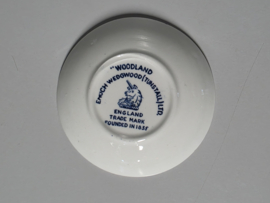 "WOODLAND
ENOCH WEDGWOOD (TUNSTALL) LTD
ENGLAND
TRADE MARK
FOUNDED IN 1835